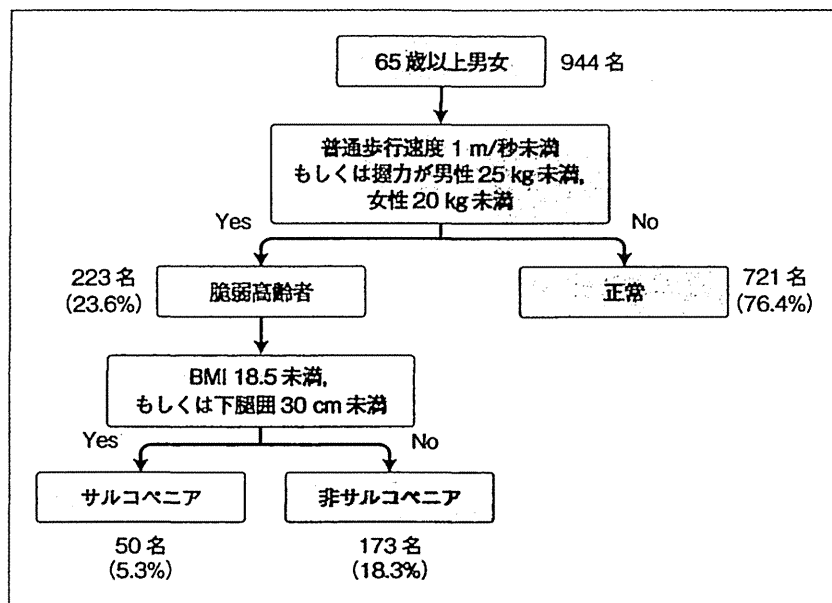 65歳以上男女
944名
普通歩行速度 1 m/秒未満
もしくは握力が男性 25 kg 未満,
女性 20 kg 未満
Yes
No
223名
(23.6%)
脆弱高齢者
正常
721名
(76.4%)
BMI 18.5 未満,
もしくは下腿囲 30 cm 未満
Yes
No
サルコペニア
非サルコペニア
50名
(5.3%)
173名
(18.3%)